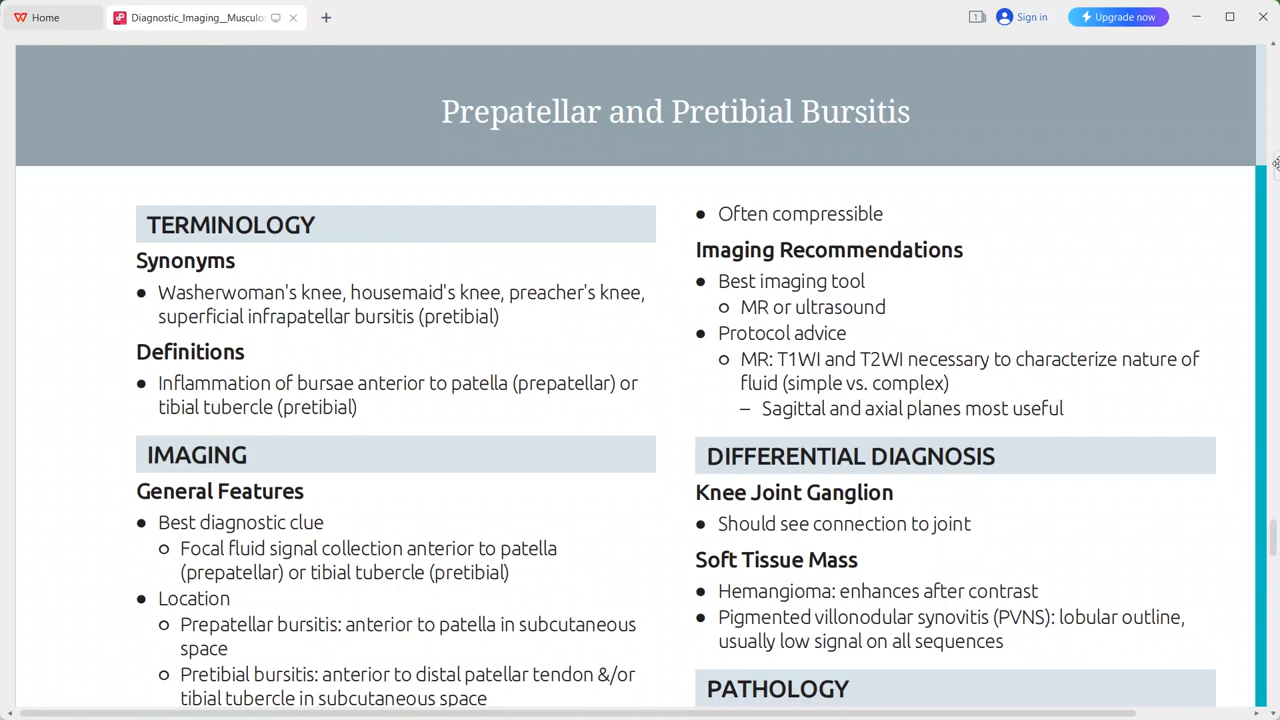 Home
Diagnostic_Imaging__Musculos
1
Sign in
Upgrade now
Prepatellar and Pretibial Bursitis
TERMINOLOGY
Synonyms
• Washerwoman's knee, housemaid's knee, preacher's knee,
superficial infrapatellar bursitis (pretibial)
Definitions
• Inflammation of bursae anterior to patella (prepatellar) or
tibial tubercle (pretibial)
IMAGING
General Features
• Best diagnostic clue
o Focal fluid signal collection anterior to patella
(prepatellar) or tibial tubercle (pretibial)
• Location
o Prepatellar bursitis: anterior to patella in subcutaneous
space
o Pretibial bursitis: anterior to distal patellar tendon &/or
tibial tubercle in subcutaneous space
• Often compressible
Imaging Recommendations
• Best imaging tool
o MR or ultrasound
• Protocol advice
o MR: T1WI and T2WI necessary to characterize nature of
fluid (simple vs. complex)
– Sagittal and axial planes most useful
DIFFERENTIAL DIAGNOSIS
Knee Joint Ganglion
• Should see connection to joint
Soft Tissue Mass
• Hemangioma: enhances after contrast
• Pigmented villonodular synovitis (PVNS): lobular outline,
usually low signal on all sequences
PATHOLOGY